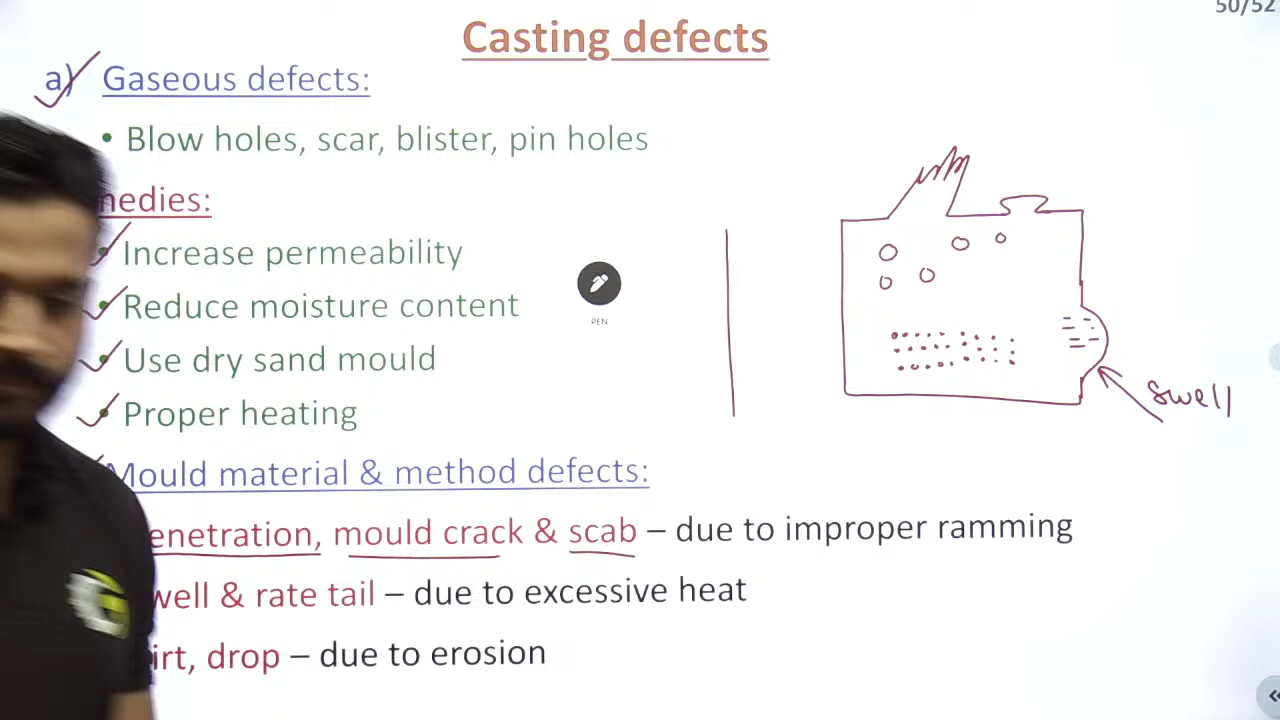 50/52
Casting defects
a) Gaseous defects:
• Blow holes, scar, blister, pin holes
medies:
• Increase permeability
• Reduce moisture content
• Use dry sand mould
• Proper heating
PEN
swell
Mould material & method defects:
enetration, mould crack & scab – due to improper ramming
well & rate tail – due to excessive heat
irt, drop – due to erosion